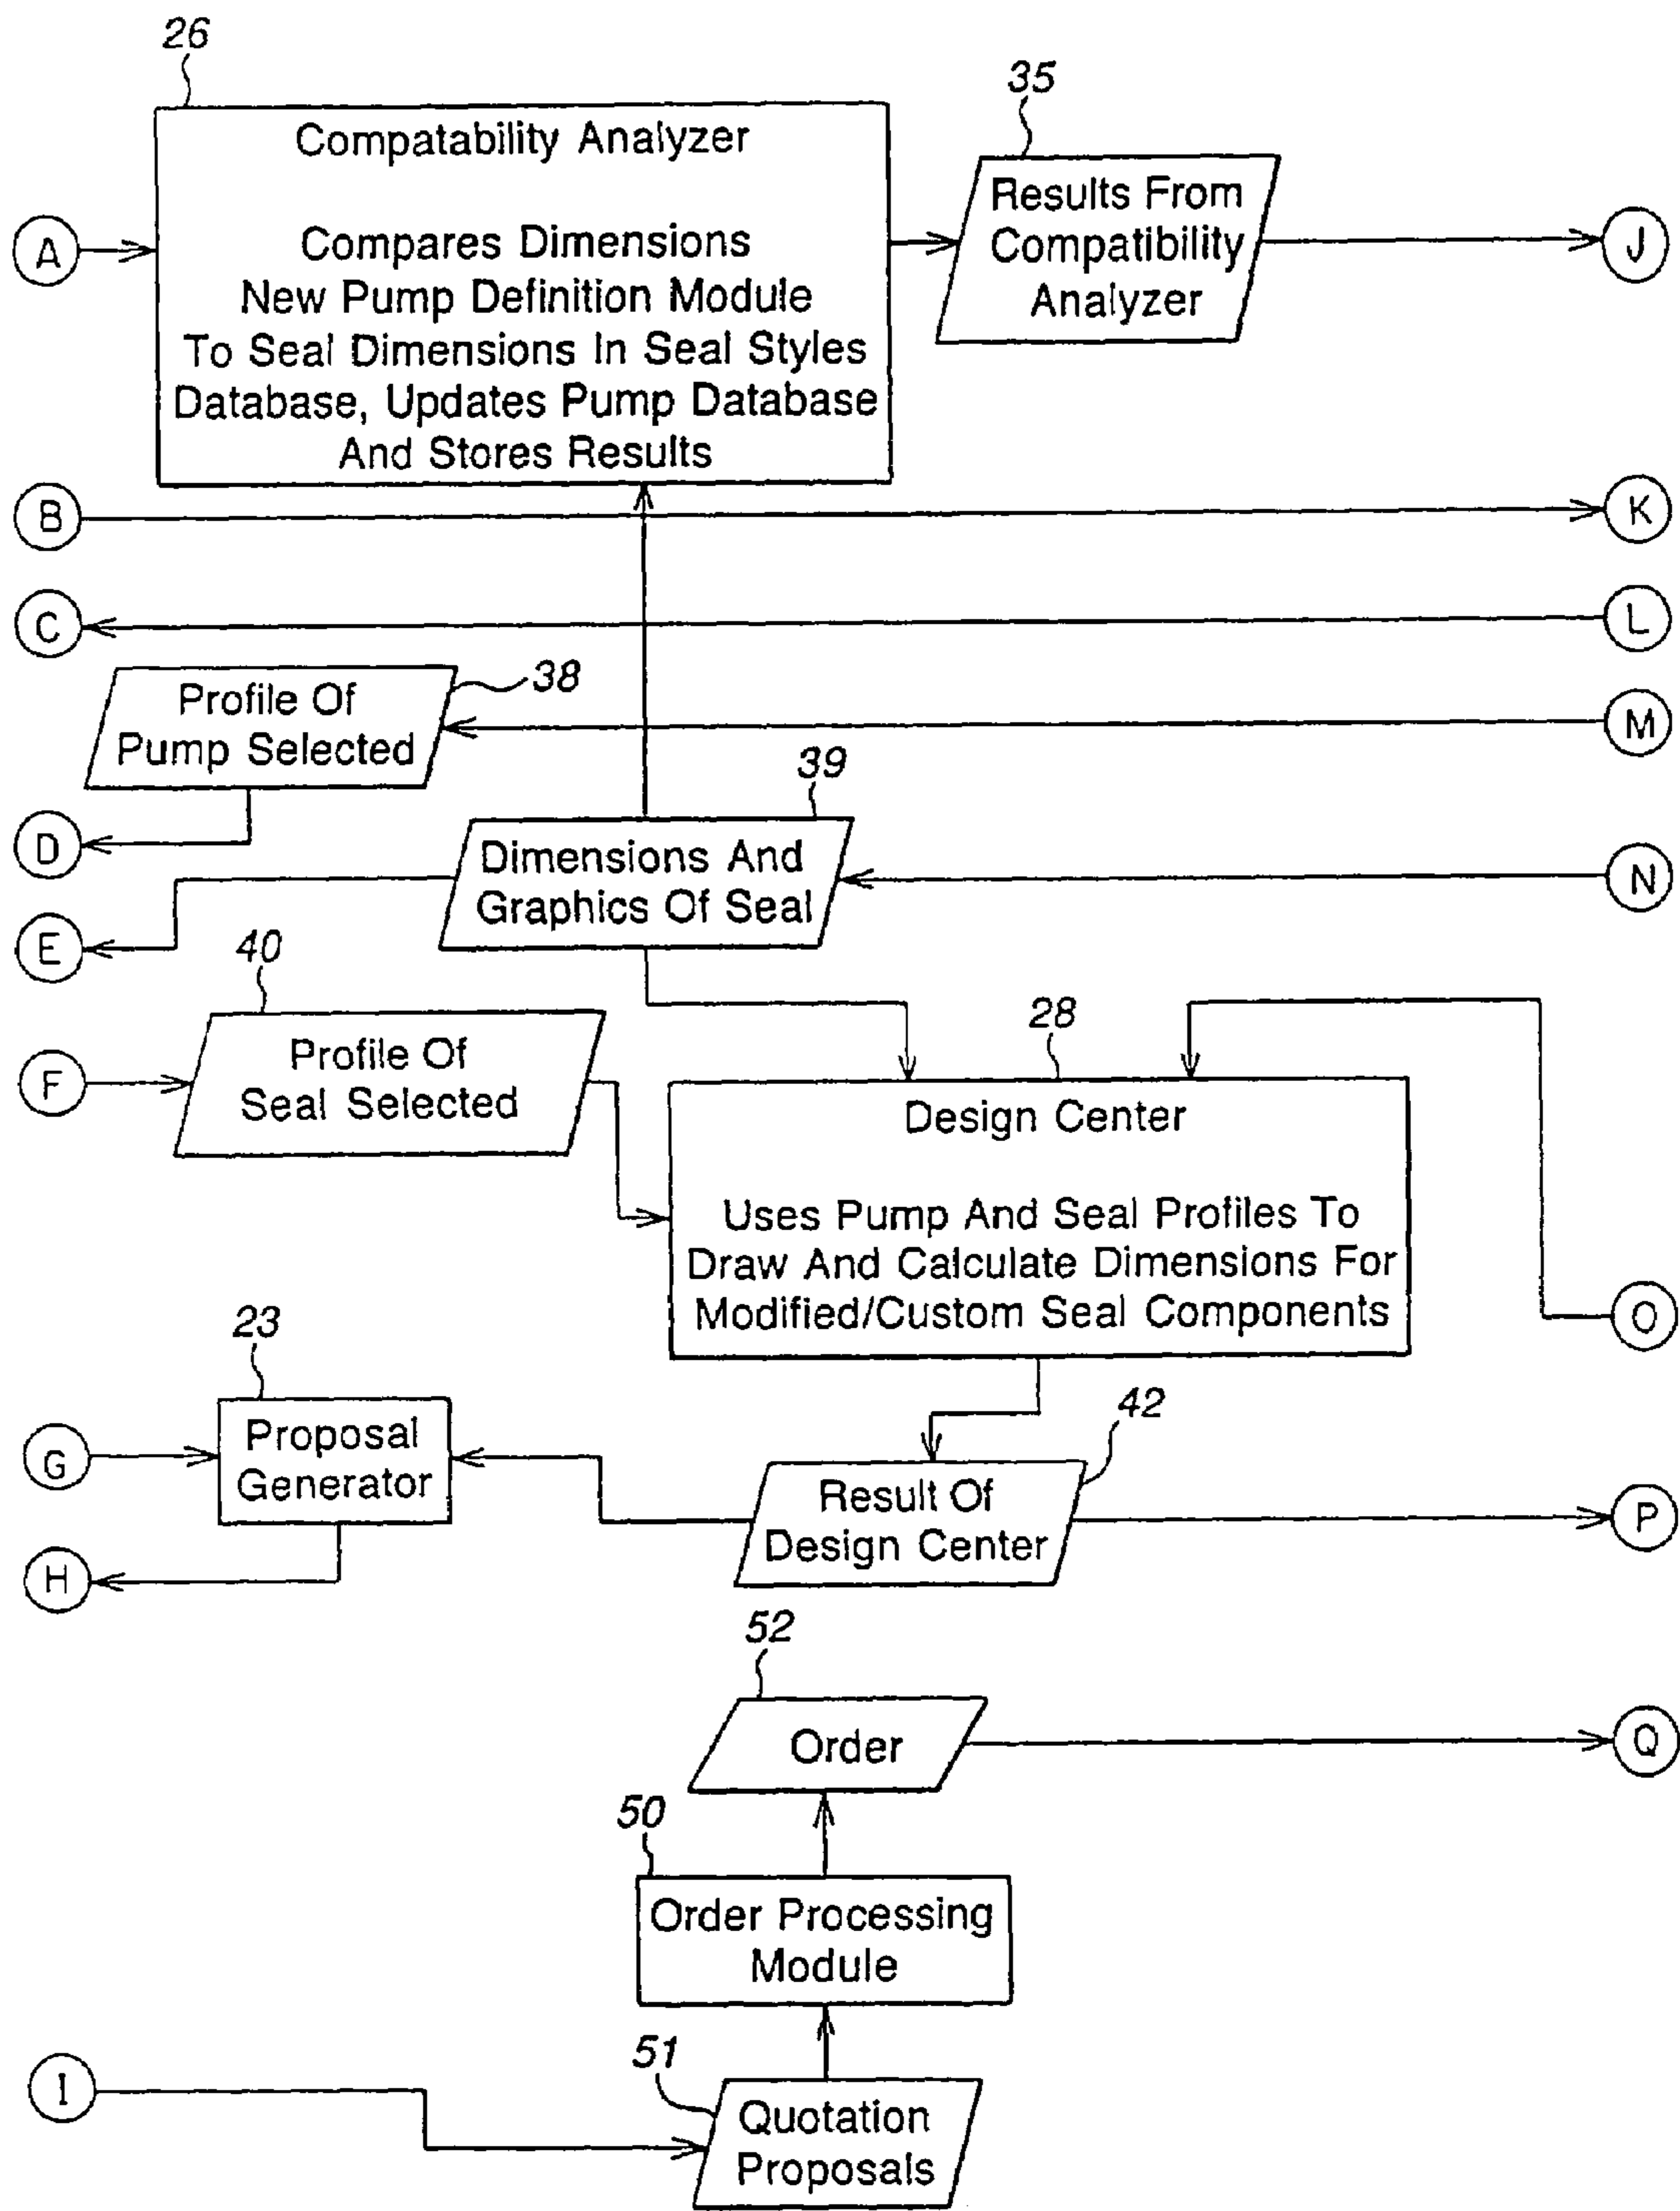 26
Compatability Analyzer
Compares Dimensions
New Pump Definition Module
To Seal Dimensions In Seal Styles
Database, Updates Pump Database
And Stores Results
35
Results From
Compatibility
Analyzer
A
J
B
K
C
L
Profile Of
Pump Selected
38
M
D
39
Dimensions And
Graphics Of Seal
N
E
40
Profile Of
Seal Selected
F
28
Design Center
Uses Pump And Seal Profiles To
Draw And Calculate Dimensions For
Modified/Custom Seal Components
O
23
Proposal
Generator
G
H
42
Result Of
Design Center
P
52
Order
Q
50
Order Processing
Module
51
Quotation
Proposals
I